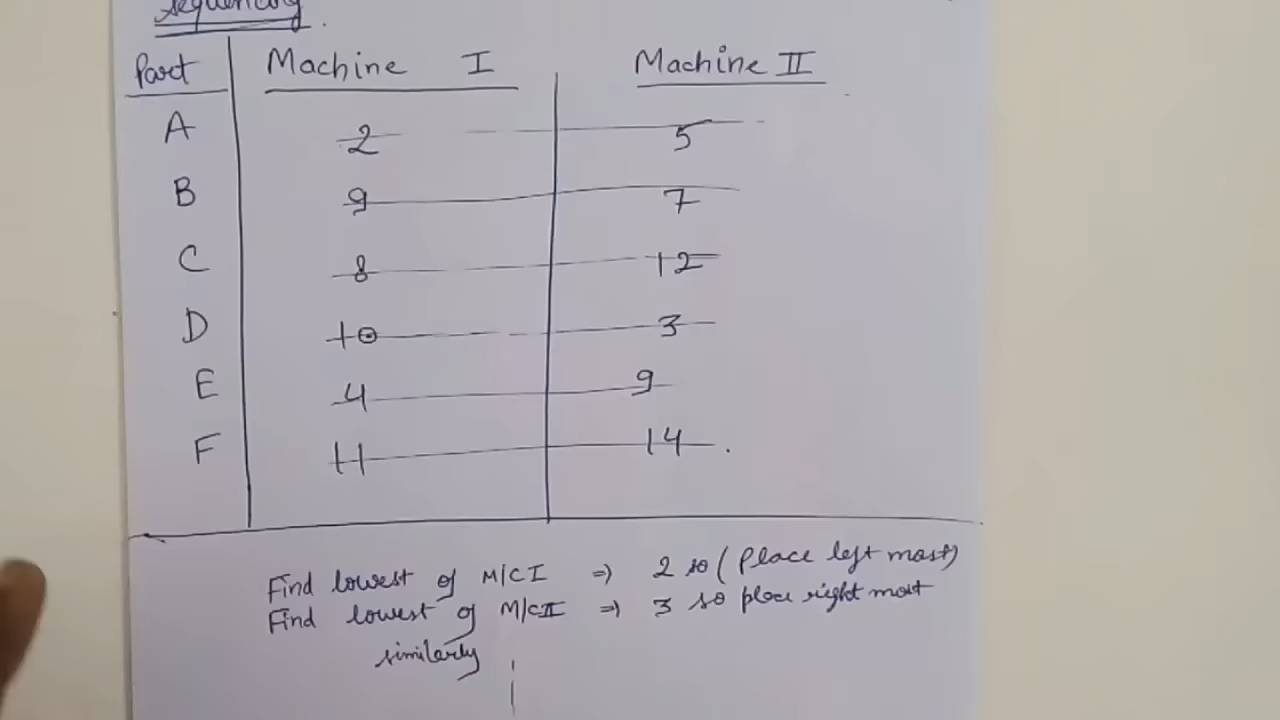 Sequencing
Part Machine I Machine II
A 2 5
B 9 7
C 8 12
D 10 3
E 4 9
F 11 14
Find lowest of M/C I ⇒ 2 so (Place left most)
Find lowest of M/C II ⇒ 3 so place right most
similarly